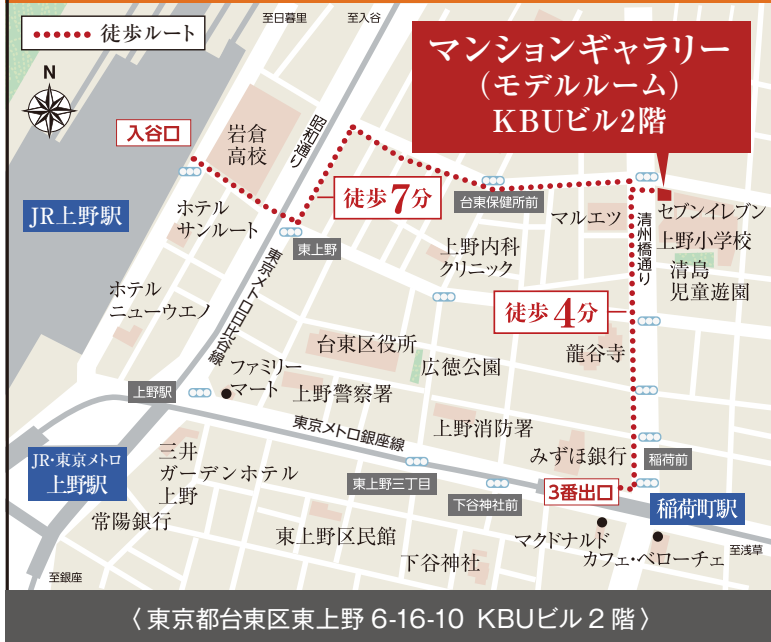 徒歩ルート
至日暮里
至入谷
N
マンションギャラリー
（モデルルーム）
KBUビル2階
入谷口
岩倉
高校
昭和通り
徒歩7分
台東保健所前
JR上野駅
ホテル
サンルート
東上野
マルエツ
清州橋通り
セブンイレブン
上野小学校
清島
児童遊園
上野内科
クリニック
東京メトロ日比谷線
ホテル
ニューウエノ
徒歩4分
台東区役所
広徳公園
龍谷寺
上野駅
ファミリー
マート
上野警察署
東京メトロ銀座線
上野消防署
みずほ銀行
稲荷前
JR・東京メトロ
上野駅
三井
ガーデンホテル
上野
東上野三丁目
下谷神社前
3番出口
稲荷町駅
常陽銀行
東上野区民館
下谷神社
マクドナルド
カフェ・ベローチェ
至浅草
至銀座
〈東京都台東区東上野 6-16-10 KBUビル 2 階〉